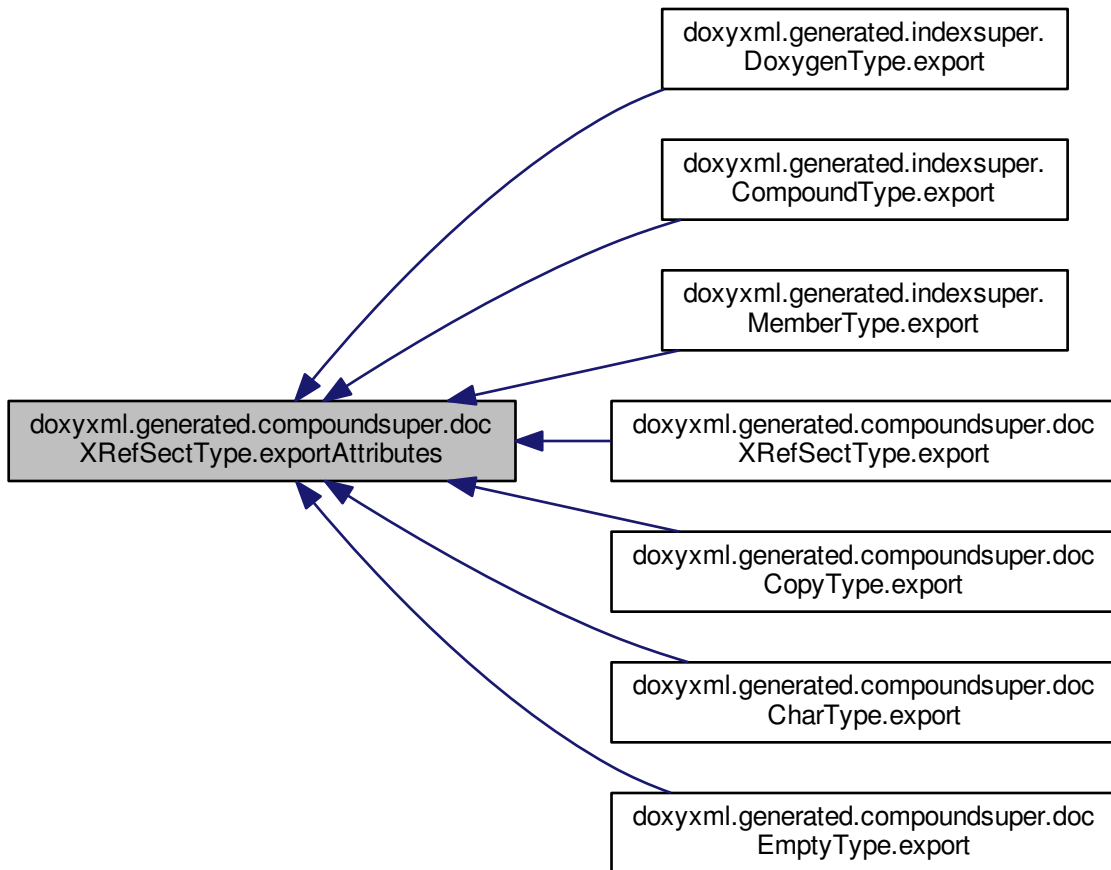 doxyxml.generated.indexsuper.
DoxygenType.export
doxyxml.generated.indexsuper.
CompoundType.export
doxyxml.generated.indexsuper.
MemberType.export
doxyxml.generated.compoundsuper.doc
XRefSectType.exportAttributes
doxyxml.generated.compoundsuper.doc
XRefSectType.export
doxyxml.generated.compoundsuper.doc
CopyType.export
doxyxml.generated.compoundsuper.doc
CharType.export
doxyxml.generated.compoundsuper.doc
EmptyType.export